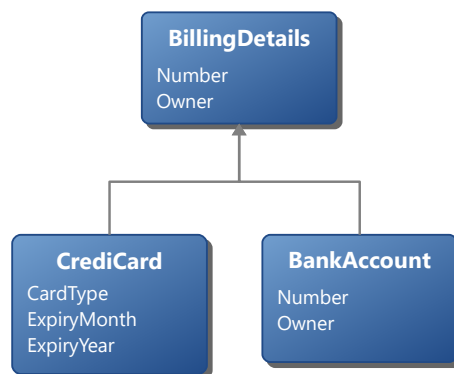 BillingDetails
Number
Owner
CrediCard
CardType
ExpiryMonth
ExpiryYear
BankAccount
Number
Owner